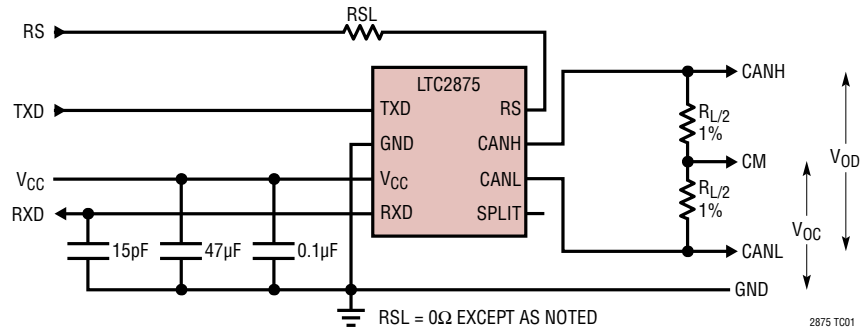 RSL
RS
LTC2875
TXD
TXD
RS
GND
CANH
VCC
VCC
CANL
RXD
RXD
SPLIT
15pF
47µF
0.1µF
CANH
RL/2
1%
CM
VOD
RL/2
1%
VOC
CANL
GND
RSL = 0Ω EXCEPT AS NOTED
2875 TC01